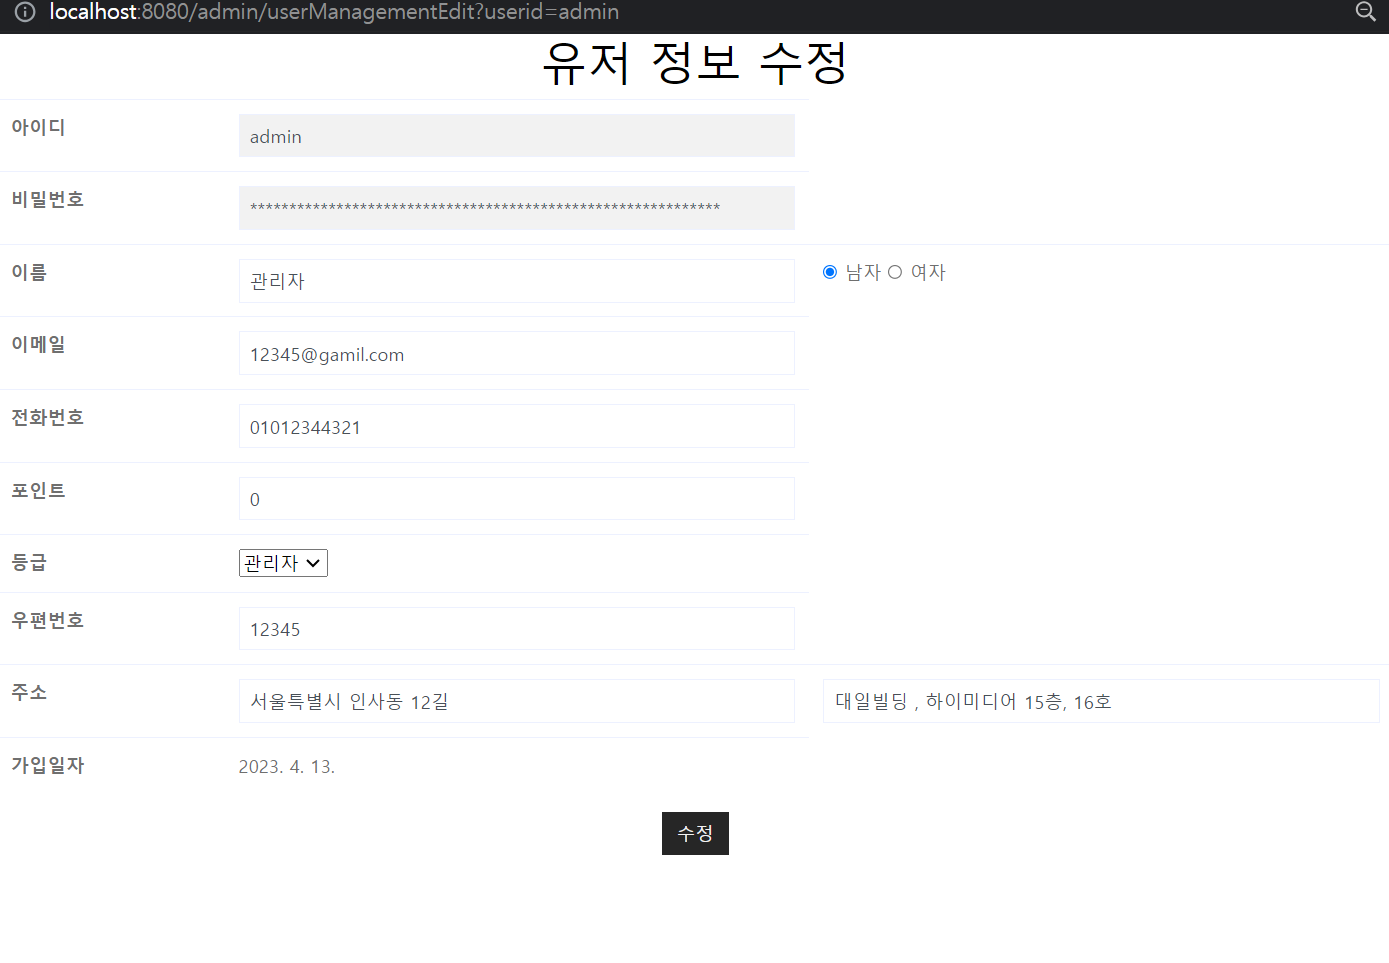 localhost:8080/admin/userManagementEdit?userid=admin
유저 정보 수정
아이디 admin
비밀번호 ************************************************************
이름 관리자 남자 여자
이메일 12345@gamil.com
전화번호 01012344321
포인트 0
등급 관리자
우편번호 12345
주소 서울특별시 인사동 12길 대일빌딩 , 하이미디어 15층, 16호
가입일자 2023. 4. 13.
수정